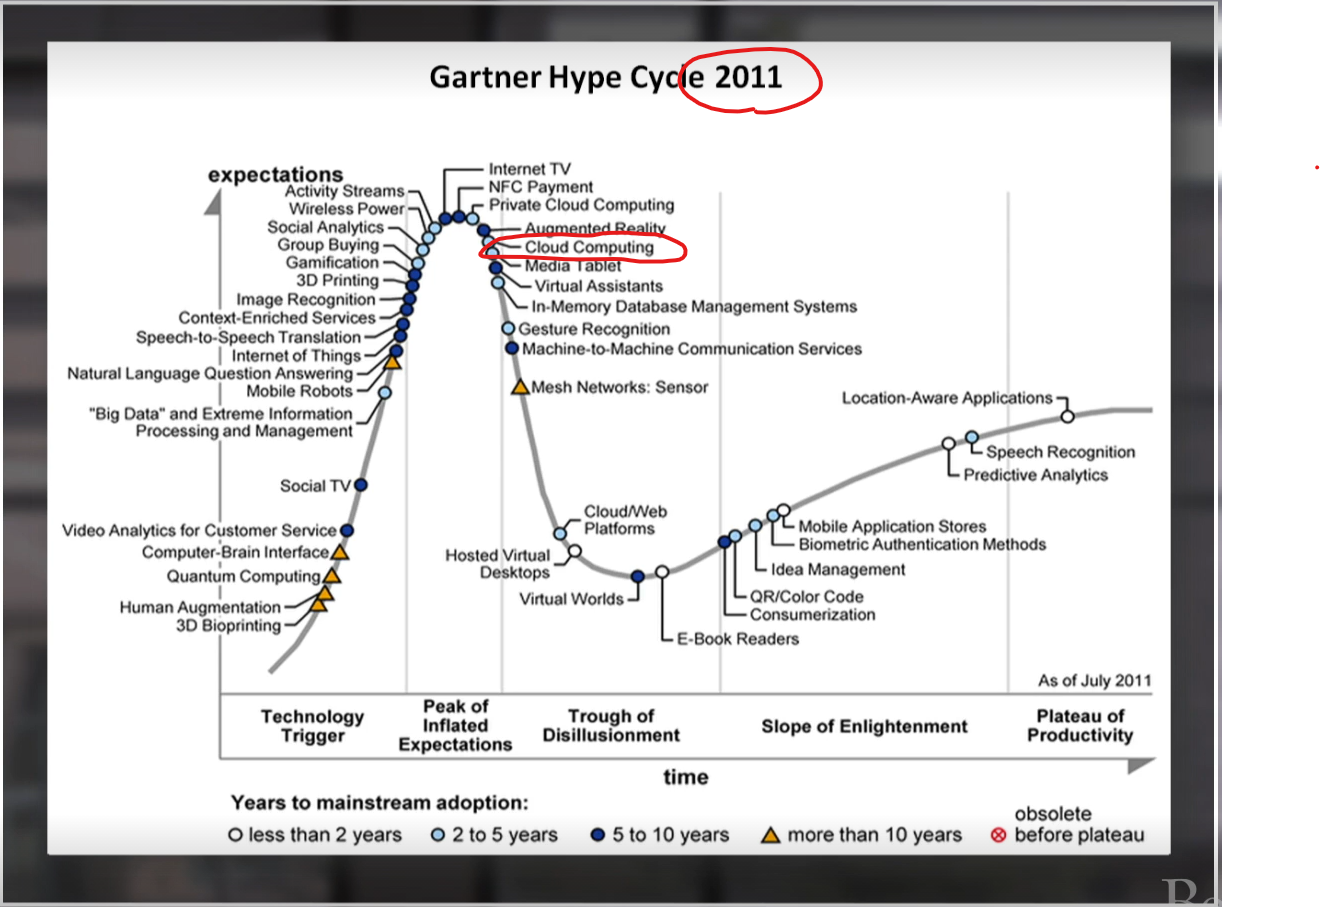 Gartner Hype Cycle 2011
expectations
Internet TV
NFC Payment
Private Cloud Computing
Augmented Reality
Cloud Computing
Media Tablet
Virtual Assistants
In-Memory Database Management Systems
Gesture Recognition
Machine-to-Machine Communication Services
Mesh Networks: Sensor
Activity Streams
Wireless Power
Social Analytics
Group Buying
Gamification
3D Printing
Image Recognition
Context-Enriched Services
Speech-to-Speech Translation
Internet of Things
Natural Language Question Answering
Mobile Robots
"Big Data" and Extreme Information
Processing and Management
Social TV
Video Analytics for Customer Service
Computer-Brain Interface
Quantum Computing
Human Augmentation
3D Bioprinting
Cloud/Web
Platforms
Hosted Virtual
Desktops
Virtual Worlds
E-Book Readers
Location-Aware Applications
Speech Recognition
Predictive Analytics
Mobile Application Stores
Biometric Authentication Methods
Idea Management
QR/Color Code
Consumerization
As of July 2011
Technology
Trigger
Peak of
Inflated
Expectations
Trough of
Disillusionment
Slope of Enlightenment
Plateau of
Productivity
time
Years to mainstream adoption:
less than 2 years
2 to 5 years
5 to 10 years
more than 10 years
obsolete
before plateau